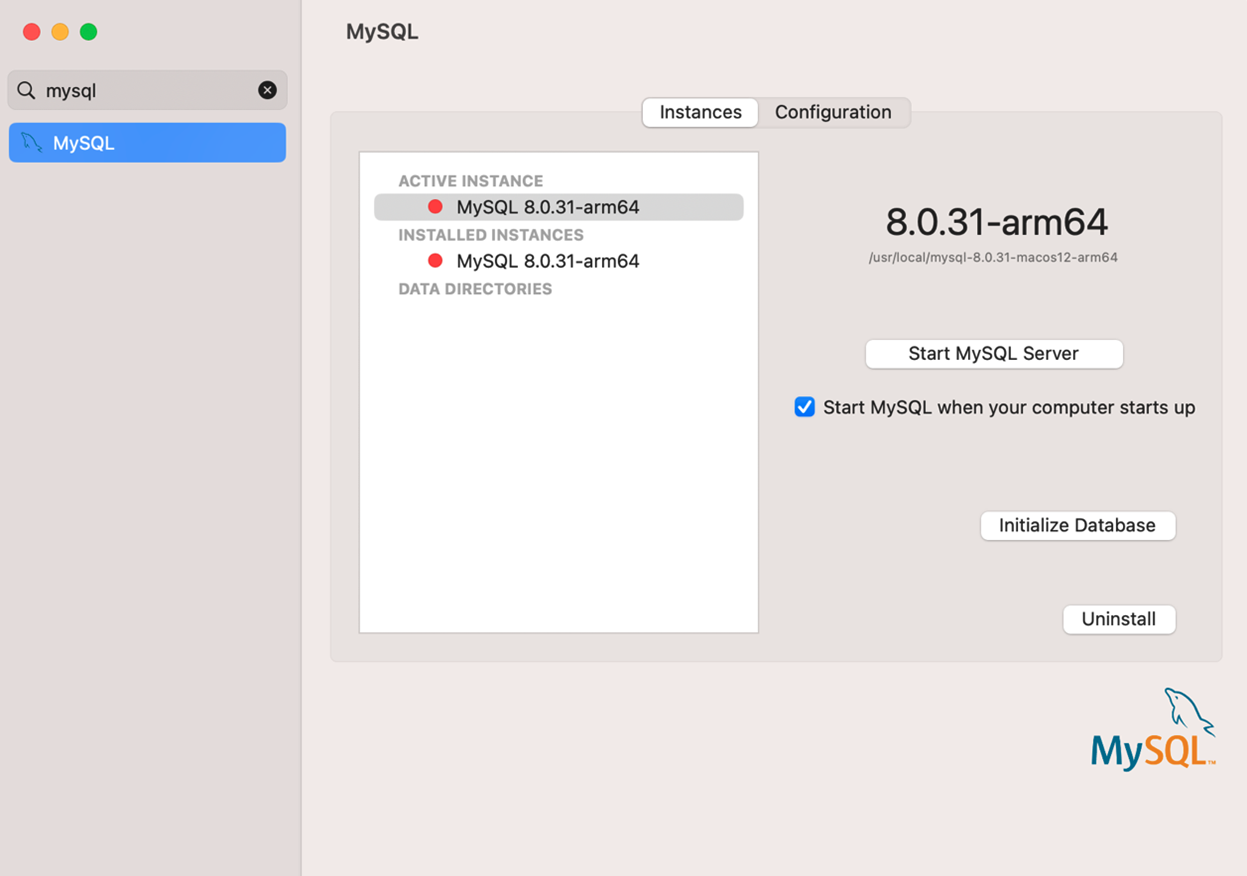 MySQL
mysql
MySQL
Instances Configuration
ACTIVE INSTANCE
MySQL 8.0.31-arm64
INSTALLED INSTANCES
MySQL 8.0.31-arm64
DATA DIRECTORIES
8.0.31-arm64
/usr/local/mysql-8.0.31-macos12-arm64
Start MySQL Server
Start MySQL when your computer starts up
Initialize Database
Uninstall
MySQL™